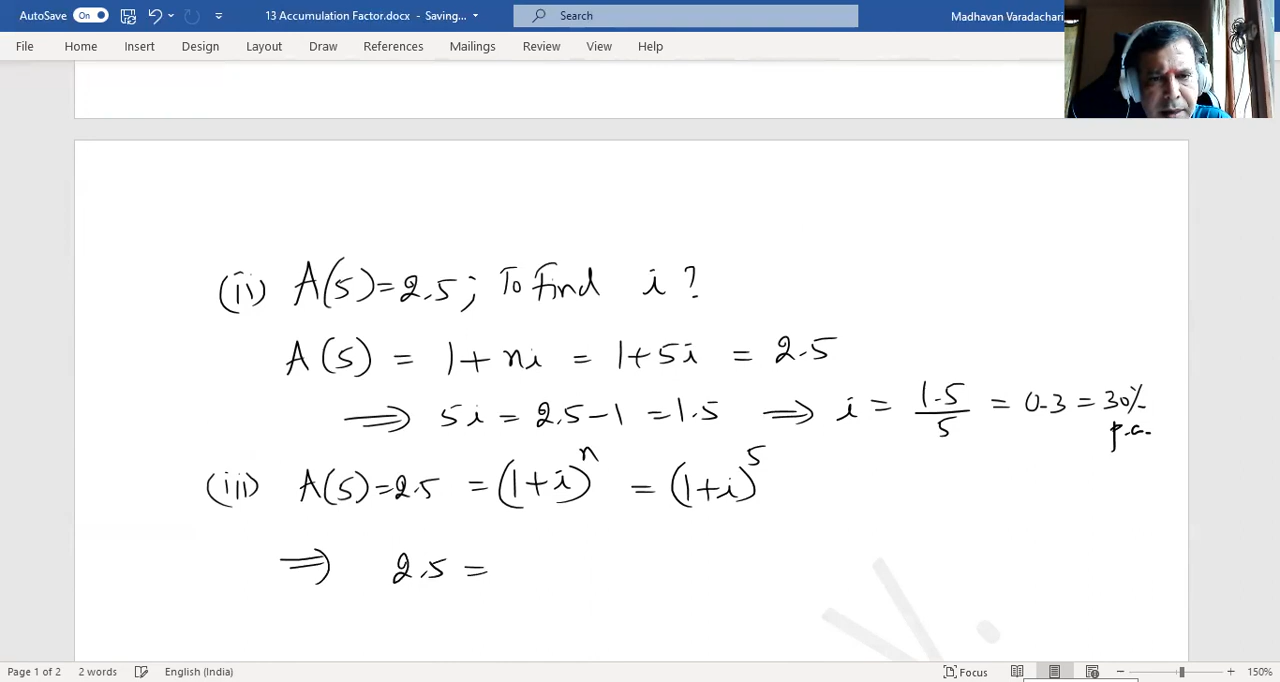 AutoSave On 13 Accumulation Factor.docx - Saving... Search Madhavan Varadachari
File Home Insert Design Layout Draw References Mailings Review View Help
(ii) A(5)=2.5; To Find i ?
A(5) = 1+ni = 1+5i = 2.5
⟹ 5i = 2.5-1 = 1.5 ⟹ i = 1.5/5 = 0.3 = 30% p.a.
(iii) A(5)=2.5 = (1+i)^n = (1+i)^5
⟹ 2.5 =
V.
Page 1 of 2 2 words English (India) Focus 150%